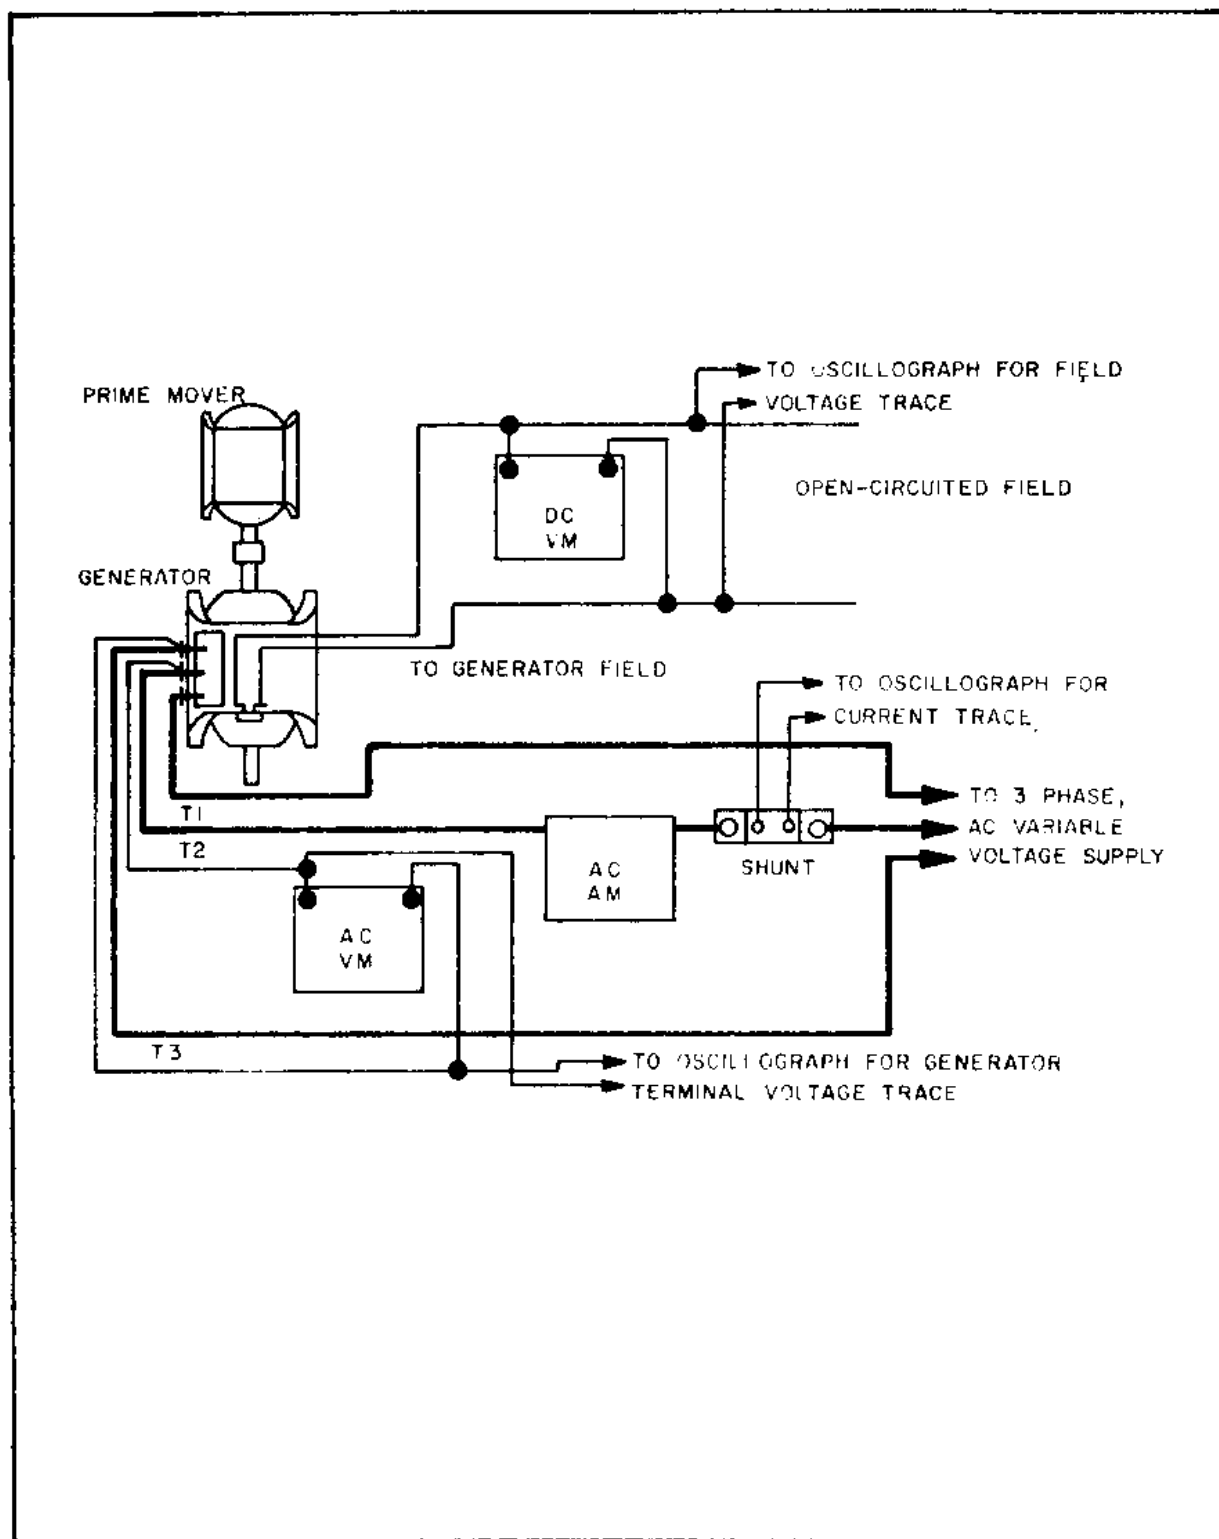 TO OSCILLOGRAPH FOR FIELD
VOLTAGE TRACE
PRIME MOVER
OPEN-CIRCUITED FIELD
DC
VM
GENERATOR
TO GENERATOR FIELD
TO OSCILLOGRAPH FOR
CURRENT TRACE
T1
TO 3 PHASE,
AC VARIABLE
VOLTAGE SUPPLY
T2
SHUNT
AC
AM
AC
VM
T3
TO OSCILLOGRAPH FOR GENERATOR
TERMINAL VOLTAGE TRACE